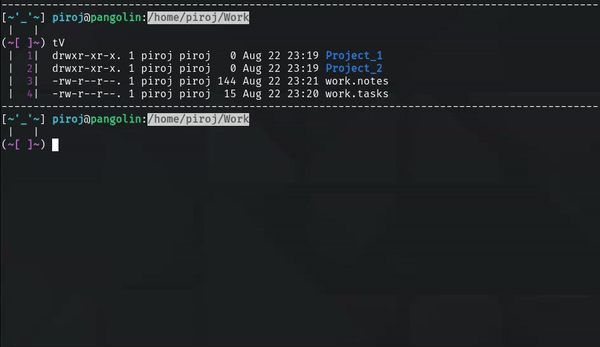 --------------------------------------------------------------------------------
[~'_'~] piroj@pangolin:/home/piroj/Work
 |   |
(~[ ]~) tV
 |  1|  drwxr-xr-x. 1 piroj piroj   0 Aug 22 23:19 Project_1
 |  2|  drwxr-xr-x. 1 piroj piroj   0 Aug 22 23:19 Project_2
 |  3|  -rw-r--r--. 1 piroj piroj 144 Aug 22 23:21 work.notes
 |  4|  -rw-r--r--. 1 piroj piroj  15 Aug 22 23:20 work.tasks
--------------------------------------------------------------------------------
[~'_'~] piroj@pangolin:/home/piroj/Work
 |   |
(~[ ]~)